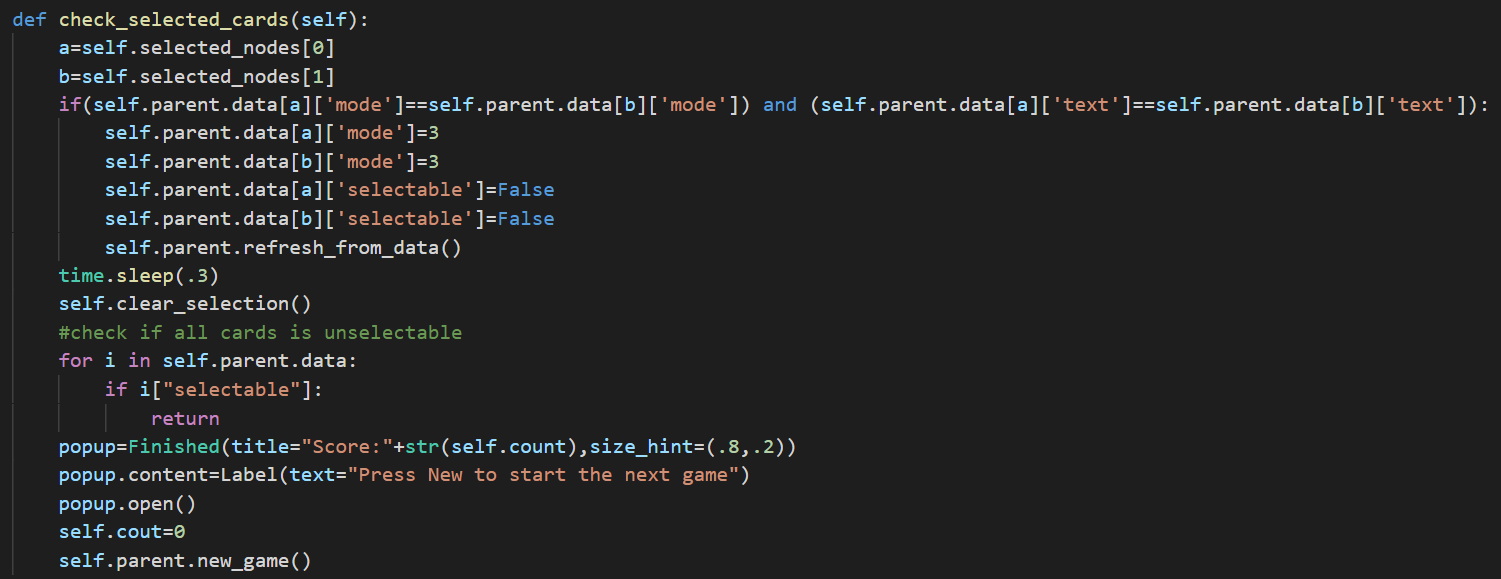 def check_selected_cards(self):
    a=self.selected_nodes[0]
    b=self.selected_nodes[1]
    if(self.parent.data[a]['mode']==self.parent.data[b]['mode']) and (self.parent.data[a]['text']==self.parent.data[b]['text']):
        self.parent.data[a]['mode']=3
        self.parent.data[b]['mode']=3
        self.parent.data[a]['selectable']=False
        self.parent.data[b]['selectable']=False
        self.parent.refresh_from_data()
    time.sleep(.3)
    self.clear_selection()
    #check if all cards is unselectable
    for i in self.parent.data:
        if i["selectable"]:
            return
    popup=Finished(title="Score:"+str(self.count),size_hint=(.8,.2))
    popup.content=Label(text="Press New to start the next game")
    popup.open()
    self.cout=0
    self.parent.new_game()